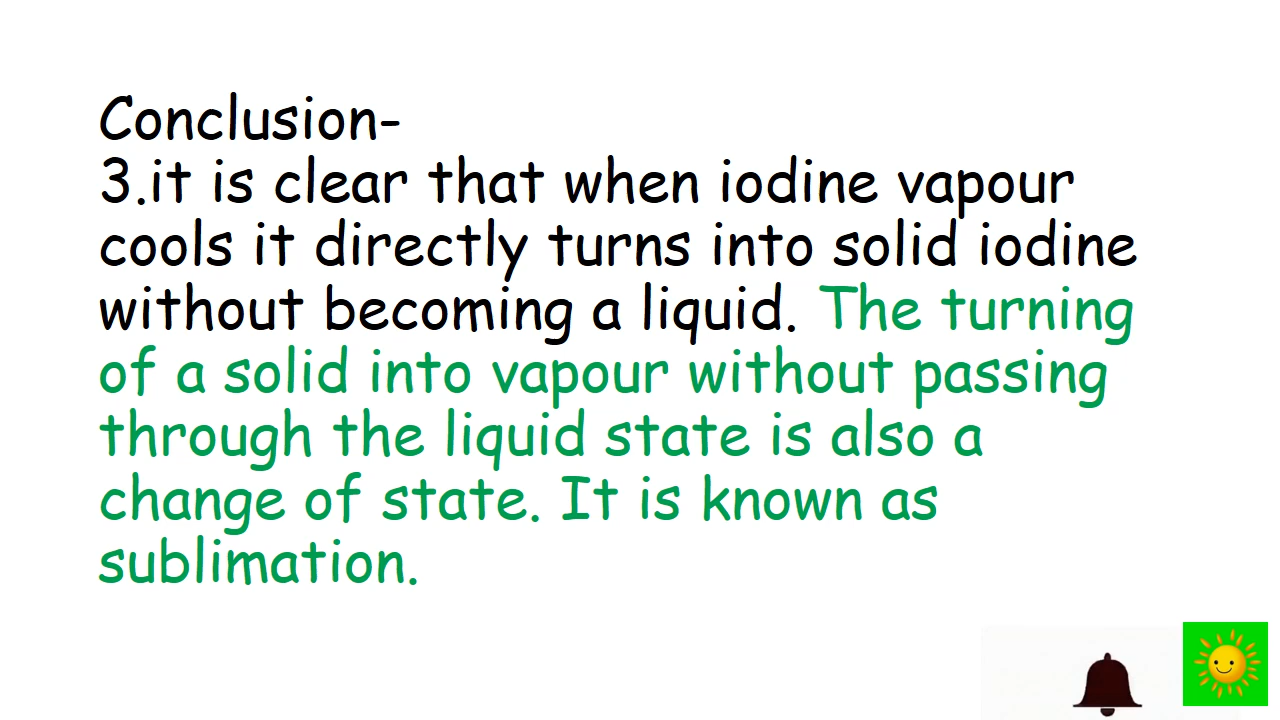 Conclusion-
3.it is clear that when iodine vapour
cools it directly turns into solid iodine
without becoming a liquid. The turning
of a solid into vapour without passing
through the liquid state is also a
change of state. It is known as
sublimation.